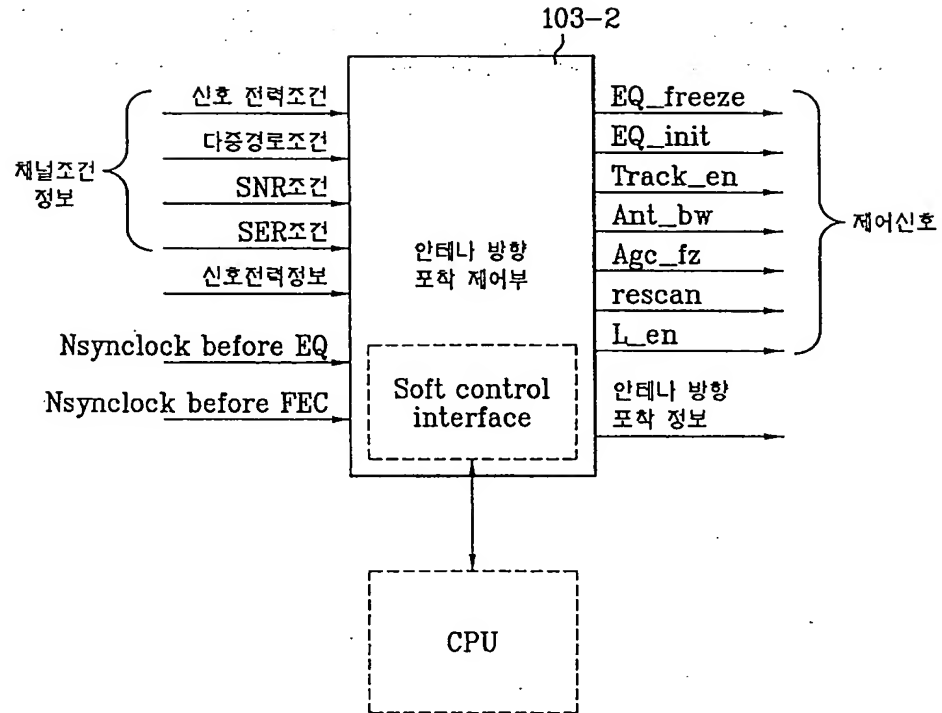 103-2
신호 전력조건
다중경로조건
SNR조건
SER조건
채널조건
정보
신호전력정보
Nsynclock before EQ
Nsynclock before FEC
안테나 방향
포착 제어부
Soft control
interface
EQ_freeze
EQ_init
Track_en
Ant_bw
Agc_fz
rescan
L_en
제어신호
안테나 방향
포착 정보
CPU